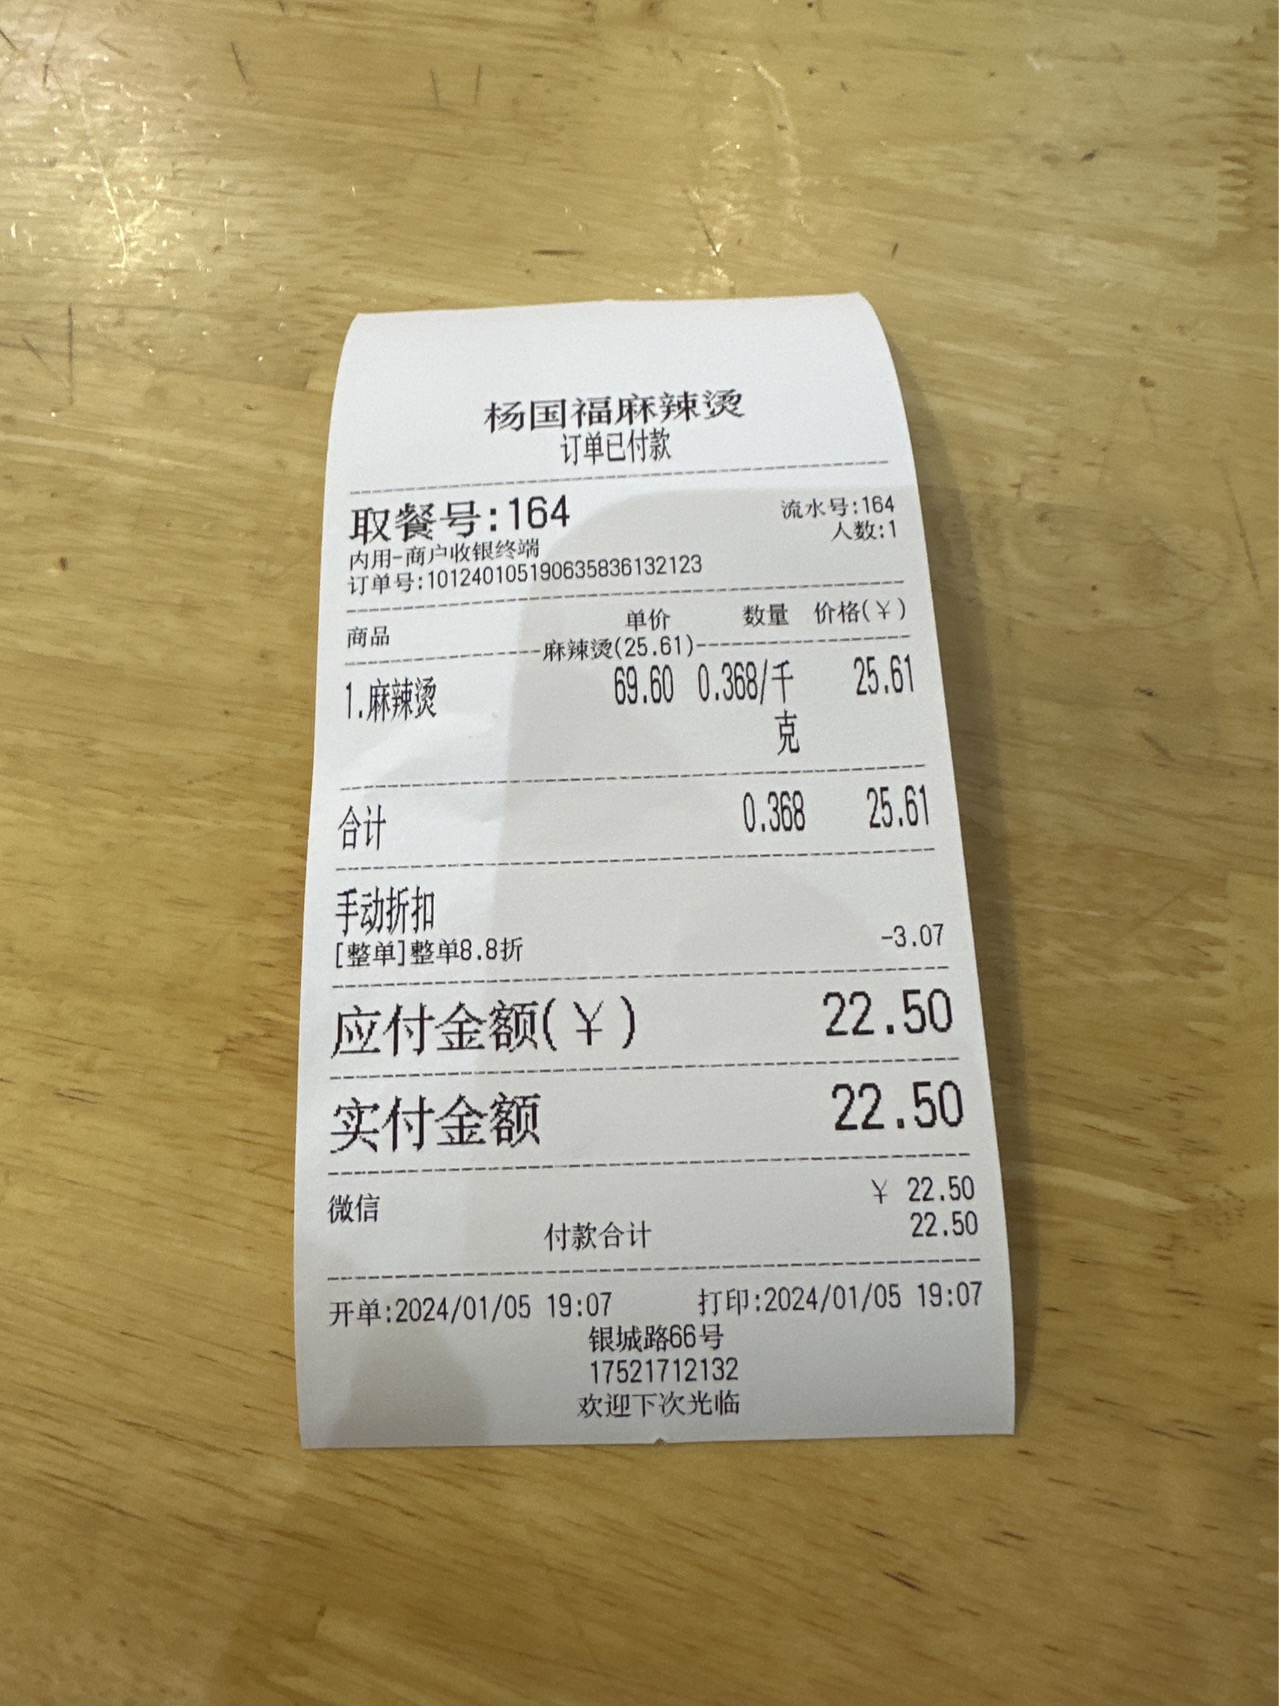 杨国福麻辣烫
订单已付款
取餐号:164 流水号:164
人数:1
内用-商户收银终端
订单号:101240105190635836132123
商品 单价 数量 价格(¥)
麻辣烫(25.61)
1.麻辣烫 69.60 0.368/千克 25.61
合计 0.368 25.61
手动折扣
[整单]整单8.8折 -3.07
应付金额(¥) 22.50
实付金额 22.50
微信 ¥ 22.50
付款合计 22.50
开单:2024/01/05 19:07 打印:2024/01/05 19:07
银城路66号
17521712132
欢迎下次光临